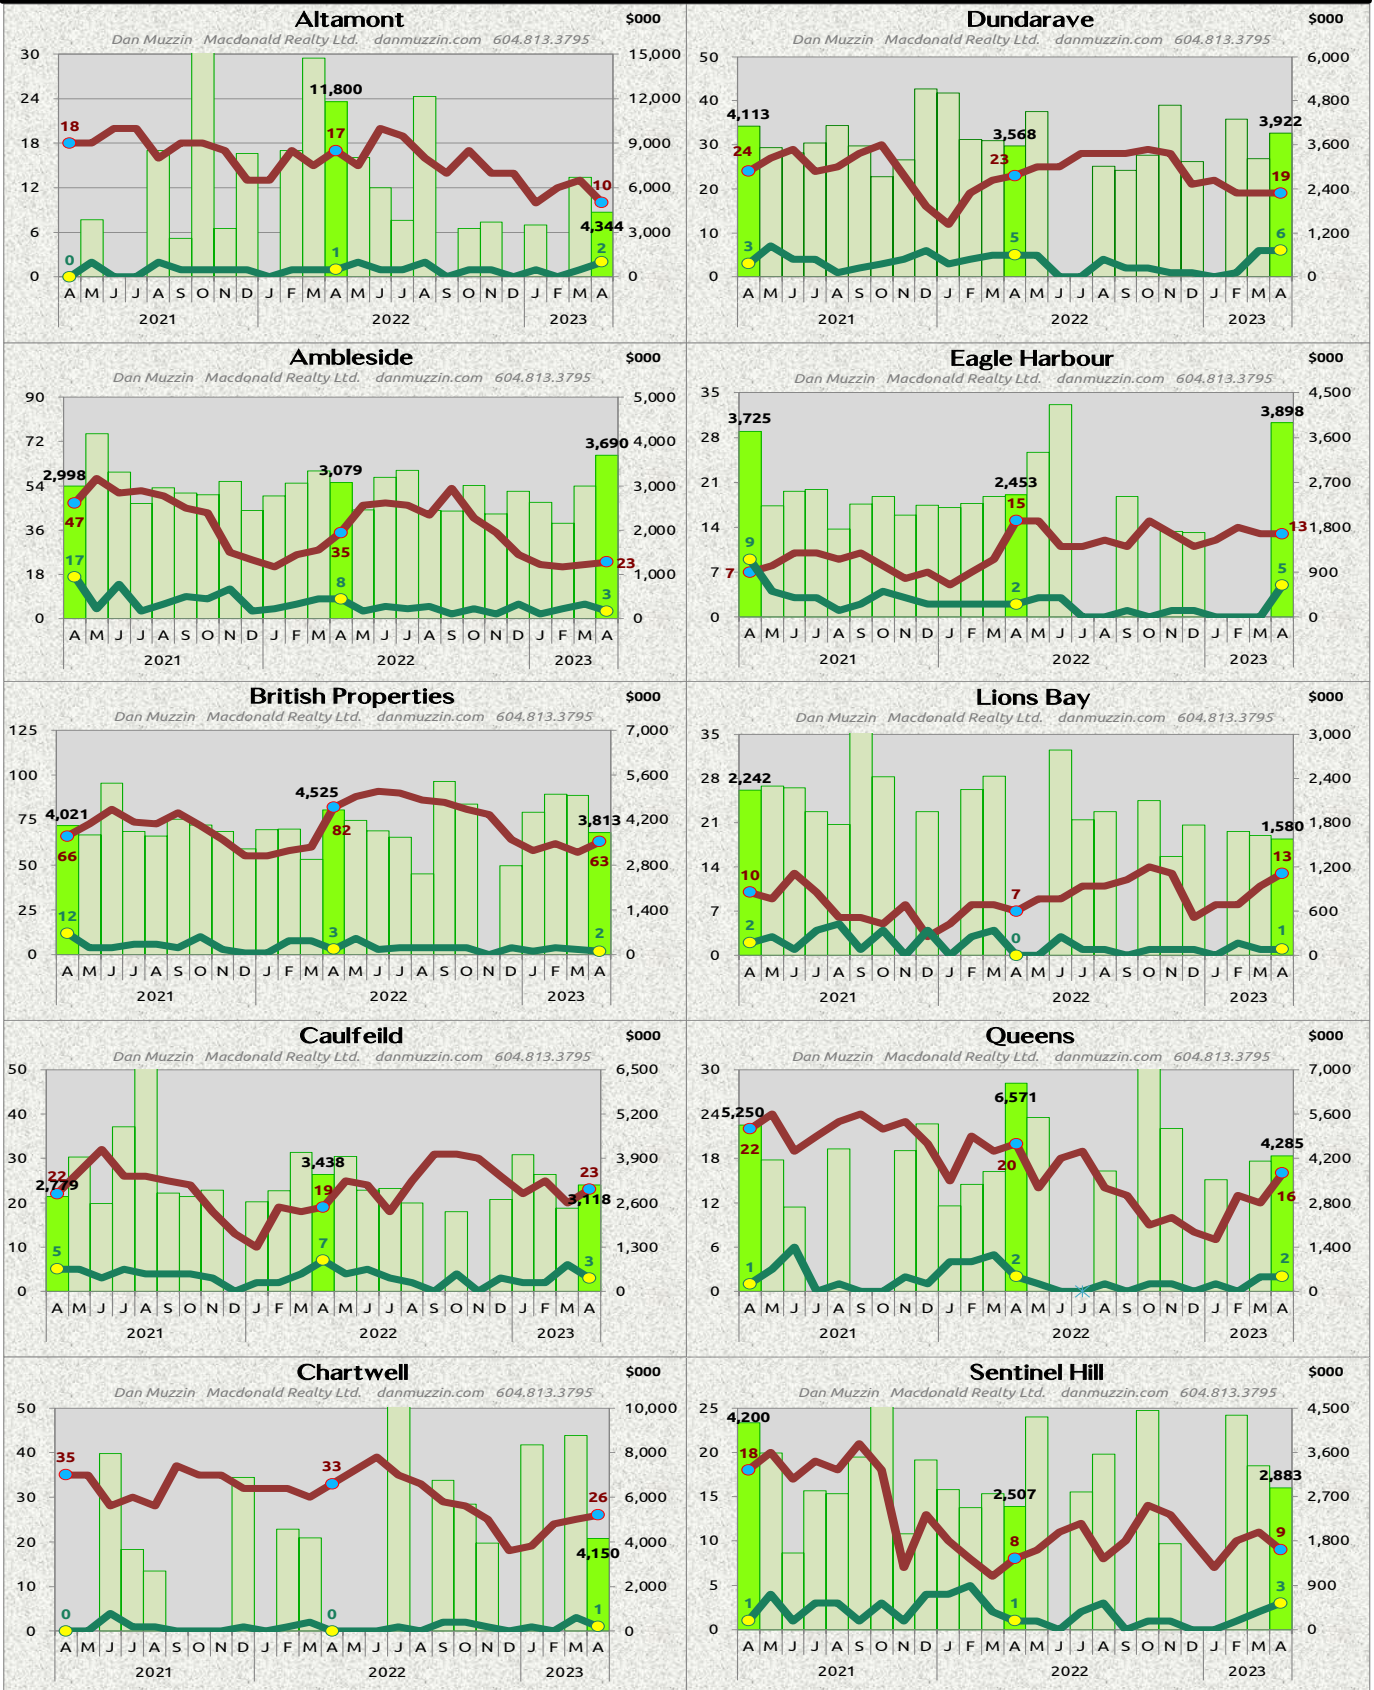 Altamont
$000
Dan Muzzin Macdonald Realty Ltd. danmuzzin.com 604.813.3795
30 15,000
24 12,000
18 9,000
12 6,000
6 3,000
0 0
11,800
18 17 10
4,344
0 1 2
A M J J A S O N D J F M A M J J A S O N D J F M A
2021 2022 2023
Dundarave
$000
Dan Muzzin Macdonald Realty Ltd. danmuzzin.com 604.813.3795
50 6,000
40 4,800
30 3,600
20 2,400
10 1,200
0 0
4,113 3,568 3,922
24 23 19
3 5 6
A M J J A S O N D J F M A M J J A S O N D J F M A
2021 2022 2023
Ambleside
$000
Dan Muzzin Macdonald Realty Ltd. danmuzzin.com 604.813.3795
90 5,000
72 4,000
54 3,000
36 2,000
18 1,000
0 0
2,998 3,079 3,690
47 35 23
17 8 3
A M J J A S O N D J F M A M J J A S O N D J F M A
2021 2022 2023
Eagle Harbour
$000
Dan Muzzin Macdonald Realty Ltd. danmuzzin.com 604.813.3795
35 4,500
28 3,600
21 2,700
14 1,800
7 900
0 0
3,725 2,453 3,898
7 15 13
9 2 5
A M J J A S O N D J F M A M J J A S O N D J F M A
2021 2022 2023
British Properties
$000
Dan Muzzin Macdonald Realty Ltd. danmuzzin.com 604.813.3795
125 7,000
100 5,600
75 4,200
50 2,800
25 1,400
0 0
4,021 4,525 3,813
66 82 63
12 3 2
A M J J A S O N D J F M A M J J A S O N D J F M A
2021 2022 2023
Lions Bay
$000
Dan Muzzin Macdonald Realty Ltd. danmuzzin.com 604.813.3795
35 3,000
28 2,400
21 1,800
14 1,200
7 600
0 0
2,242 1,580
10 7 13
2 0 1
A M J J A S O N D J F M A M J J A S O N D J F M A
2021 2022 2023
Caulfeild
$000
Dan Muzzin Macdonald Realty Ltd. danmuzzin.com 604.813.3795
50 6,500
40 5,200
30 3,900
20 2,600
10 1,300
0 0
2,779 3,438 3,118
22 19 23
5 7 3
A M J J A S O N D J F M A M J J A S O N D J F M A
2021 2022 2023
Queens
$000
Dan Muzzin Macdonald Realty Ltd. danmuzzin.com 604.813.3795
30 7,000
24 5,600
18 4,200
12 2,800
6 1,400
0 0
5,250 6,571 4,285
22 20 16
1 2 2
A M J J A S O N D J F M A M J J A S O N D J F M A
2021 2022 2023
Chartwell
$000
Dan Muzzin Macdonald Realty Ltd. danmuzzin.com 604.813.3795
50 10,000
40 8,000
30 6,000
20 4,000
10 2,000
0 0
35 33 26
4,150
0 0 1
A M J J A S O N D J F M A M J J A S O N D J F M A
2021 2022 2023
Sentinel Hill
$000
Dan Muzzin Macdonald Realty Ltd. danmuzzin.com 604.813.3795
25 4,500
20 3,600
15 2,700
10 1,800
5 900
0 0
4,200 2,507 2,883
18 8 9
1 1 3
A M J J A S O N D J F M A M J J A S O N D J F M A
2021 2022 2023